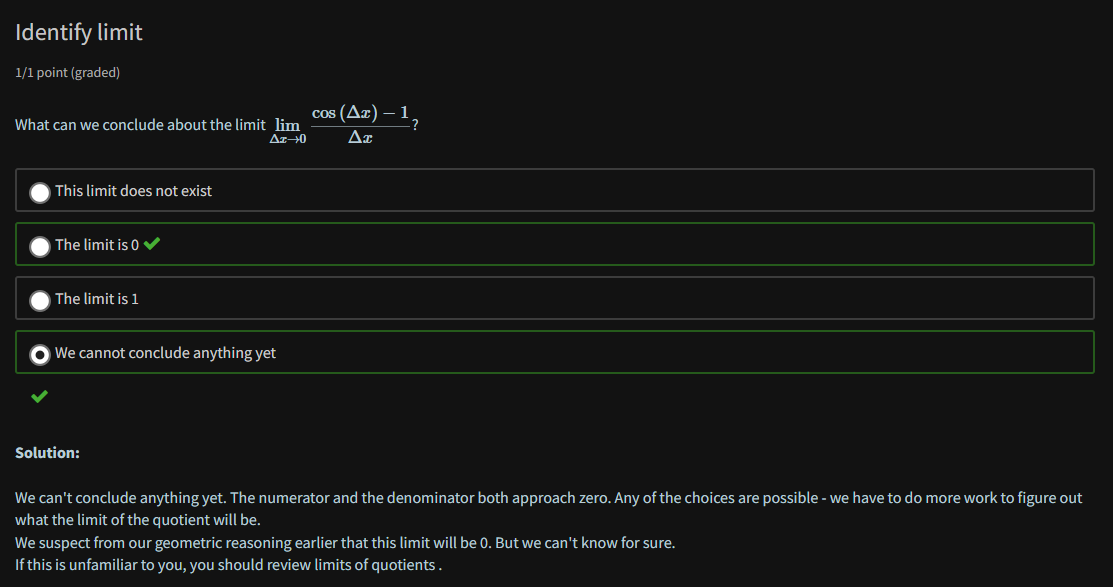 Identify limit
1/1 point (graded)
What can we conclude about the limit lim Δx→0 cos (Δx) − 1 / Δx ?
This limit does not exist
The limit is 0
The limit is 1
We cannot conclude anything yet
Solution:
We can't conclude anything yet. The numerator and the denominator both approach zero. Any of the choices are possible - we have to do more work to figure out
what the limit of the quotient will be.
We suspect from our geometric reasoning earlier that this limit will be 0. But we can't know for sure.
If this is unfamiliar to you, you should review limits of quotients .